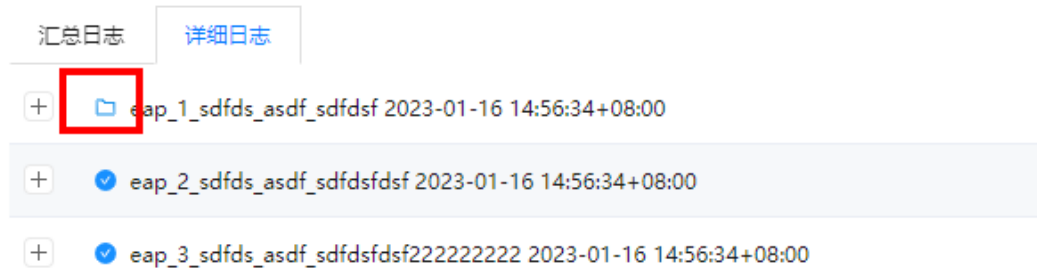 汇总日志 详细日志
eap_1_sdfds_asdf_sdfdsf 2023-01-16 14:56:34+08:00
eap_2_sdfds_asdf_sdfdsfdsf 2023-01-16 14:56:34+08:00
eap_3_sdfds_asdf_sdfdsfdsf222222222 2023-01-16 14:56:34+08:00